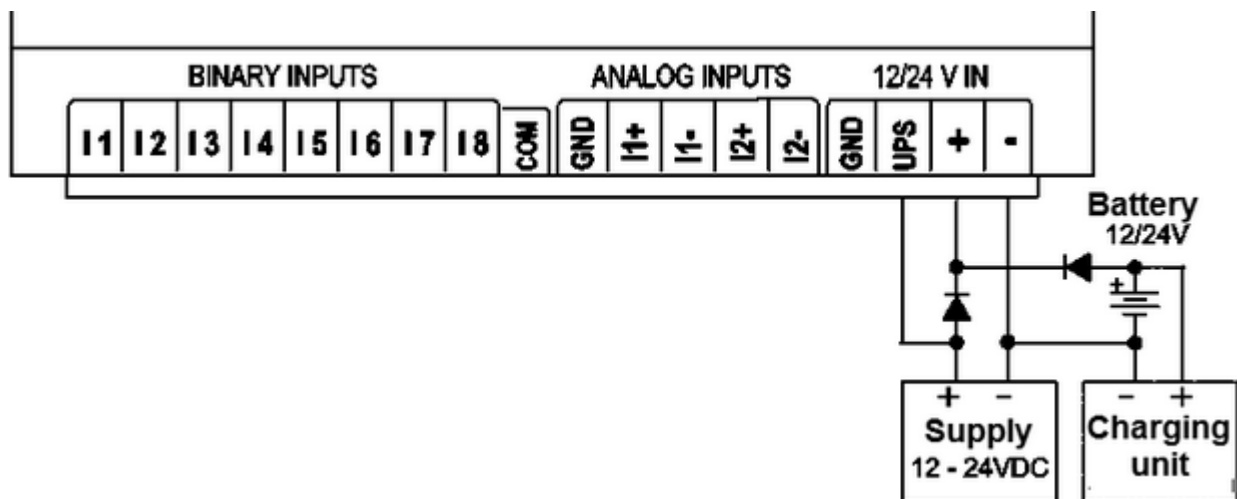 BINARY INPUTS ANALOG INPUTS 12/24 V IN
I1 I2 I3 I4 I5 I6 I7 I8 COM GND I1+ I1- I2+ I2- GND UPS + -
Battery
12/24V
+
+ - - +
Supply Charging
12 - 24VDC unit